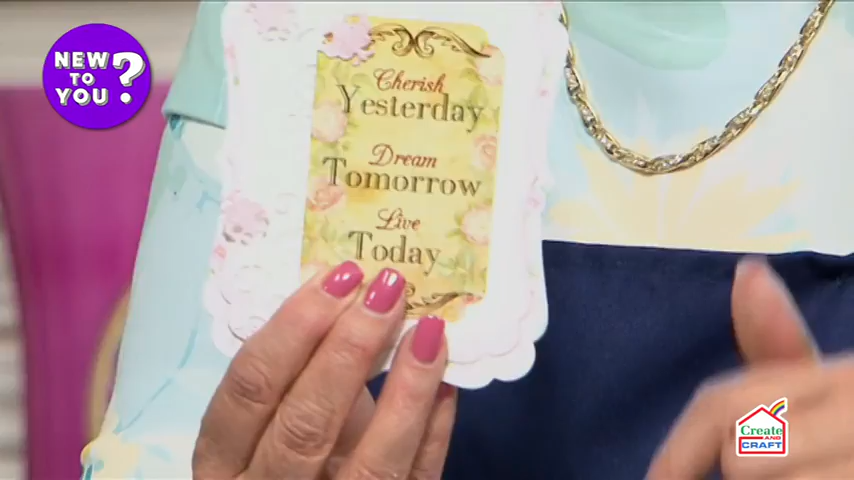 NEW
TO
YOU
?
Cherish
Yesterday
Dream
Tomorrow
Live
Today
Create
AND
CRAFT